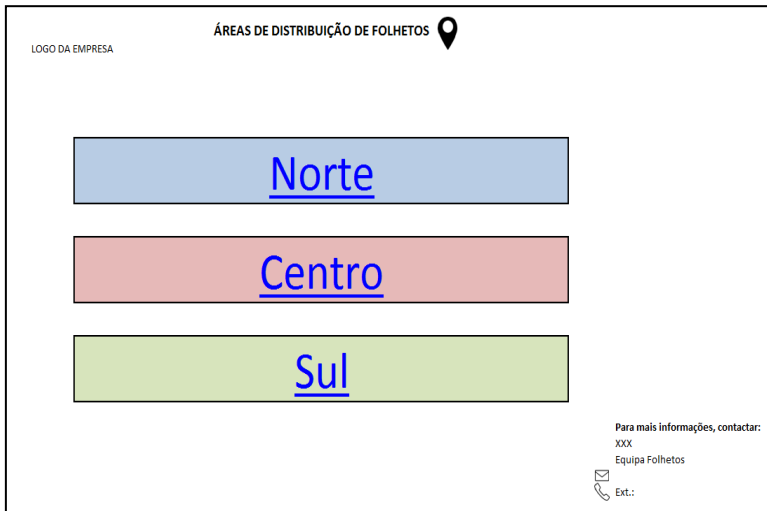 ÁREAS DE DISTRIBUIÇÃO DE FOLHETOS
LOGO DA EMPRESA
Norte
Centro
Sul
Para mais informações, contactar:
XXX
Equipa Folhetos
Ext.: